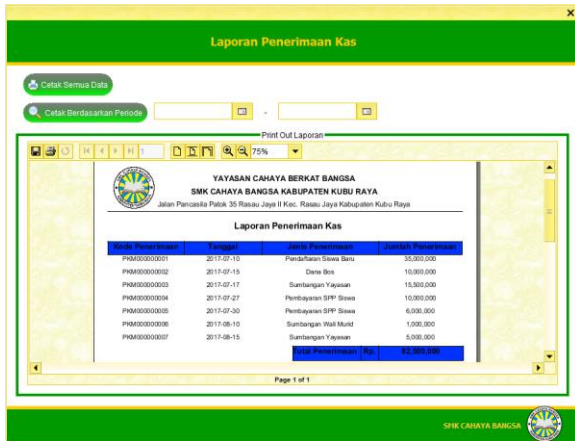 ×
Laporan Penerimaan Kas
Cetak Semua Data
Cetak Berdasarkan Periode -
Print Out Laporan
1 75%
YAYASAN CAHAYA BERKAT BANGSA
SMK CAHAYA BANGSA KABUPATEN KUBU RAYA
Jalan Pancasila Patok 35 Rasau Jaya II Kec. Rasau Jaya Kabupaten Kubu Raya
Laporan Penerimaan Kas
Kode Penerimaan Tanggal Jenis Penerimaan Jumlah Penerimaan
PKM000000001 2017-07-10 Pendaftaran Siswa Baru 35,000,000
PKM000000002 2017-07-15 Dana Bos 10,000,000
PKM000000003 2017-07-17 Sumbangan Yayasan 15,500,000
PKM000000004 2017-07-27 Pembayaran SPP Siswa 10,000,000
PKM000000005 2017-07-30 Pembayaran SPP Siswa 6,000,000
PKM000000006 2017-08-10 Sumbangan Wali Murid 1,000,000
PKM000000007 2017-08-15 Sumbangan Yayasan 5,000,000
Total Penerimaan Rp. 82,500,000
Page 1 of 1
SMK CAHAYA BANGSA